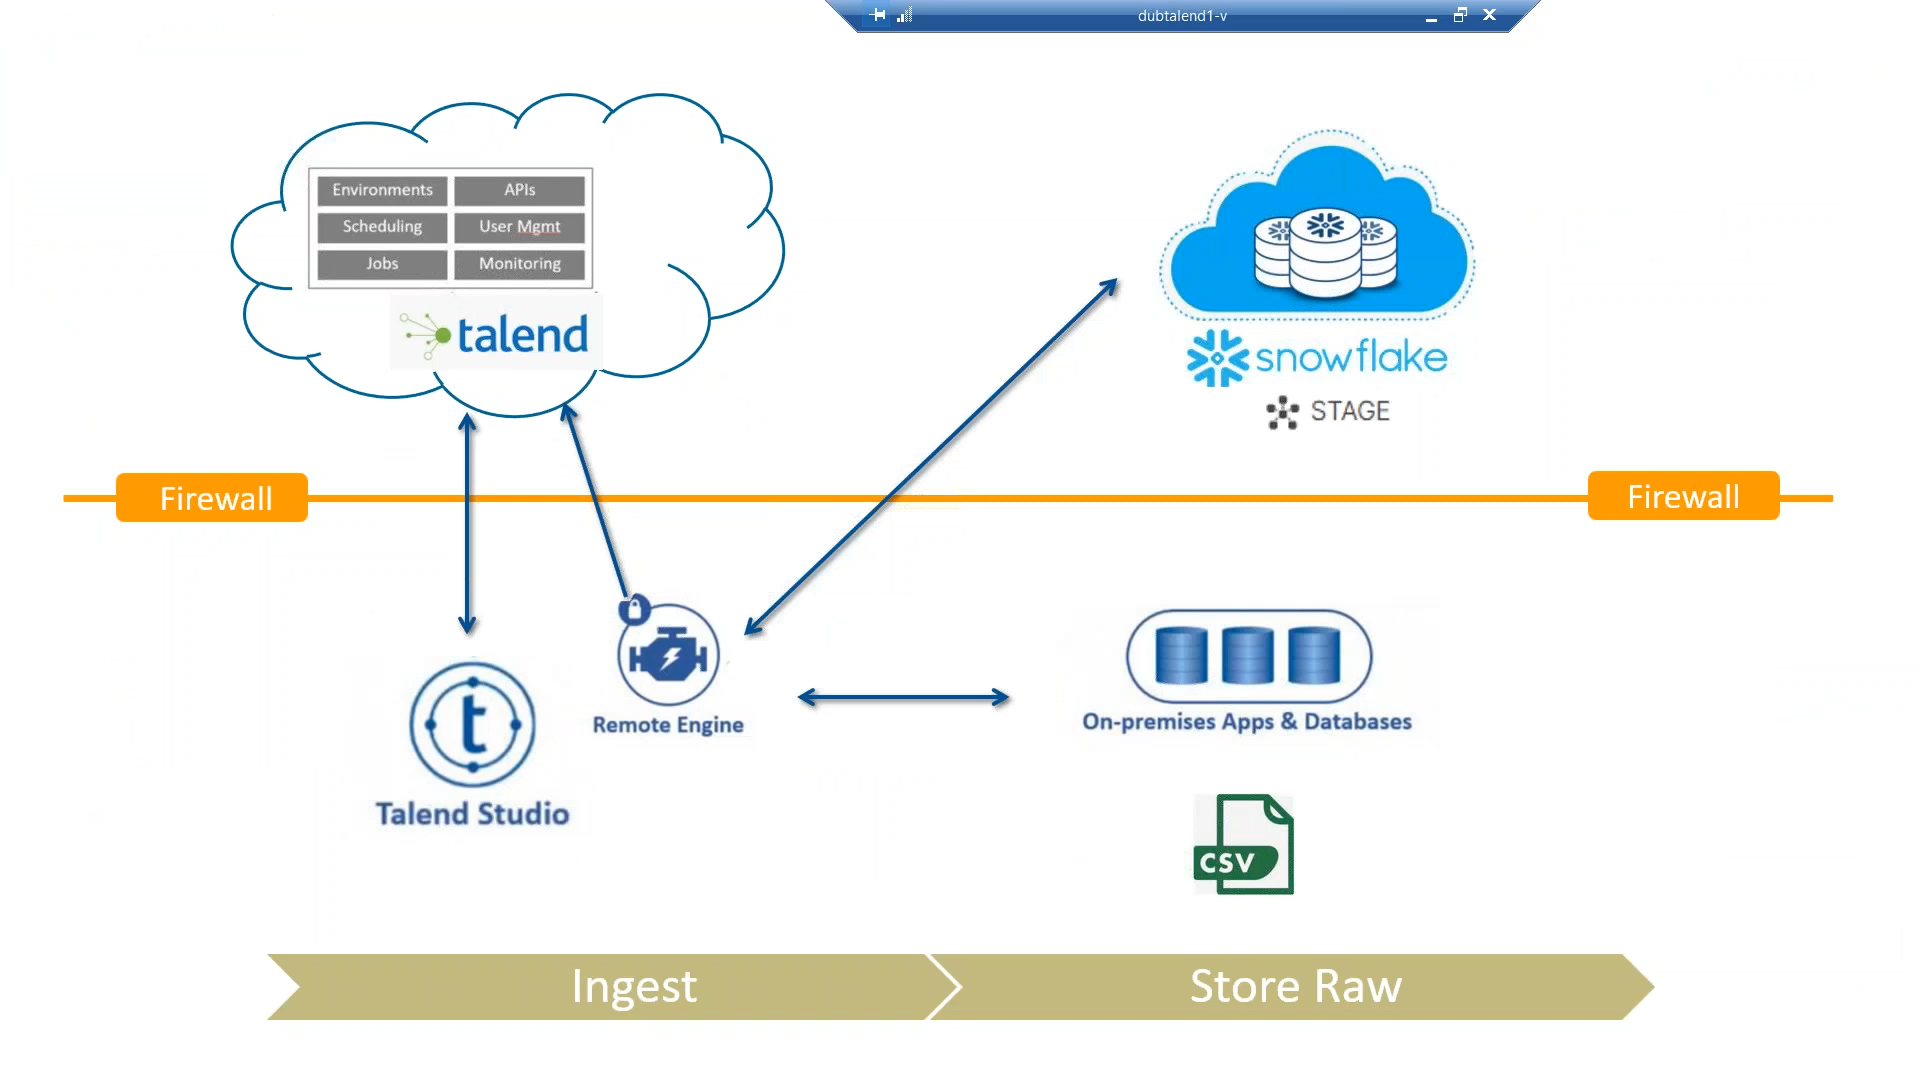 dubtalend1-v
Environments APIs
Scheduling User Mgmt
Jobs Monitoring
talend
snowflake
STAGE
Firewall Firewall
Remote Engine
On-premises Apps & Databases
Talend Studio
CSV
Ingest Store Raw